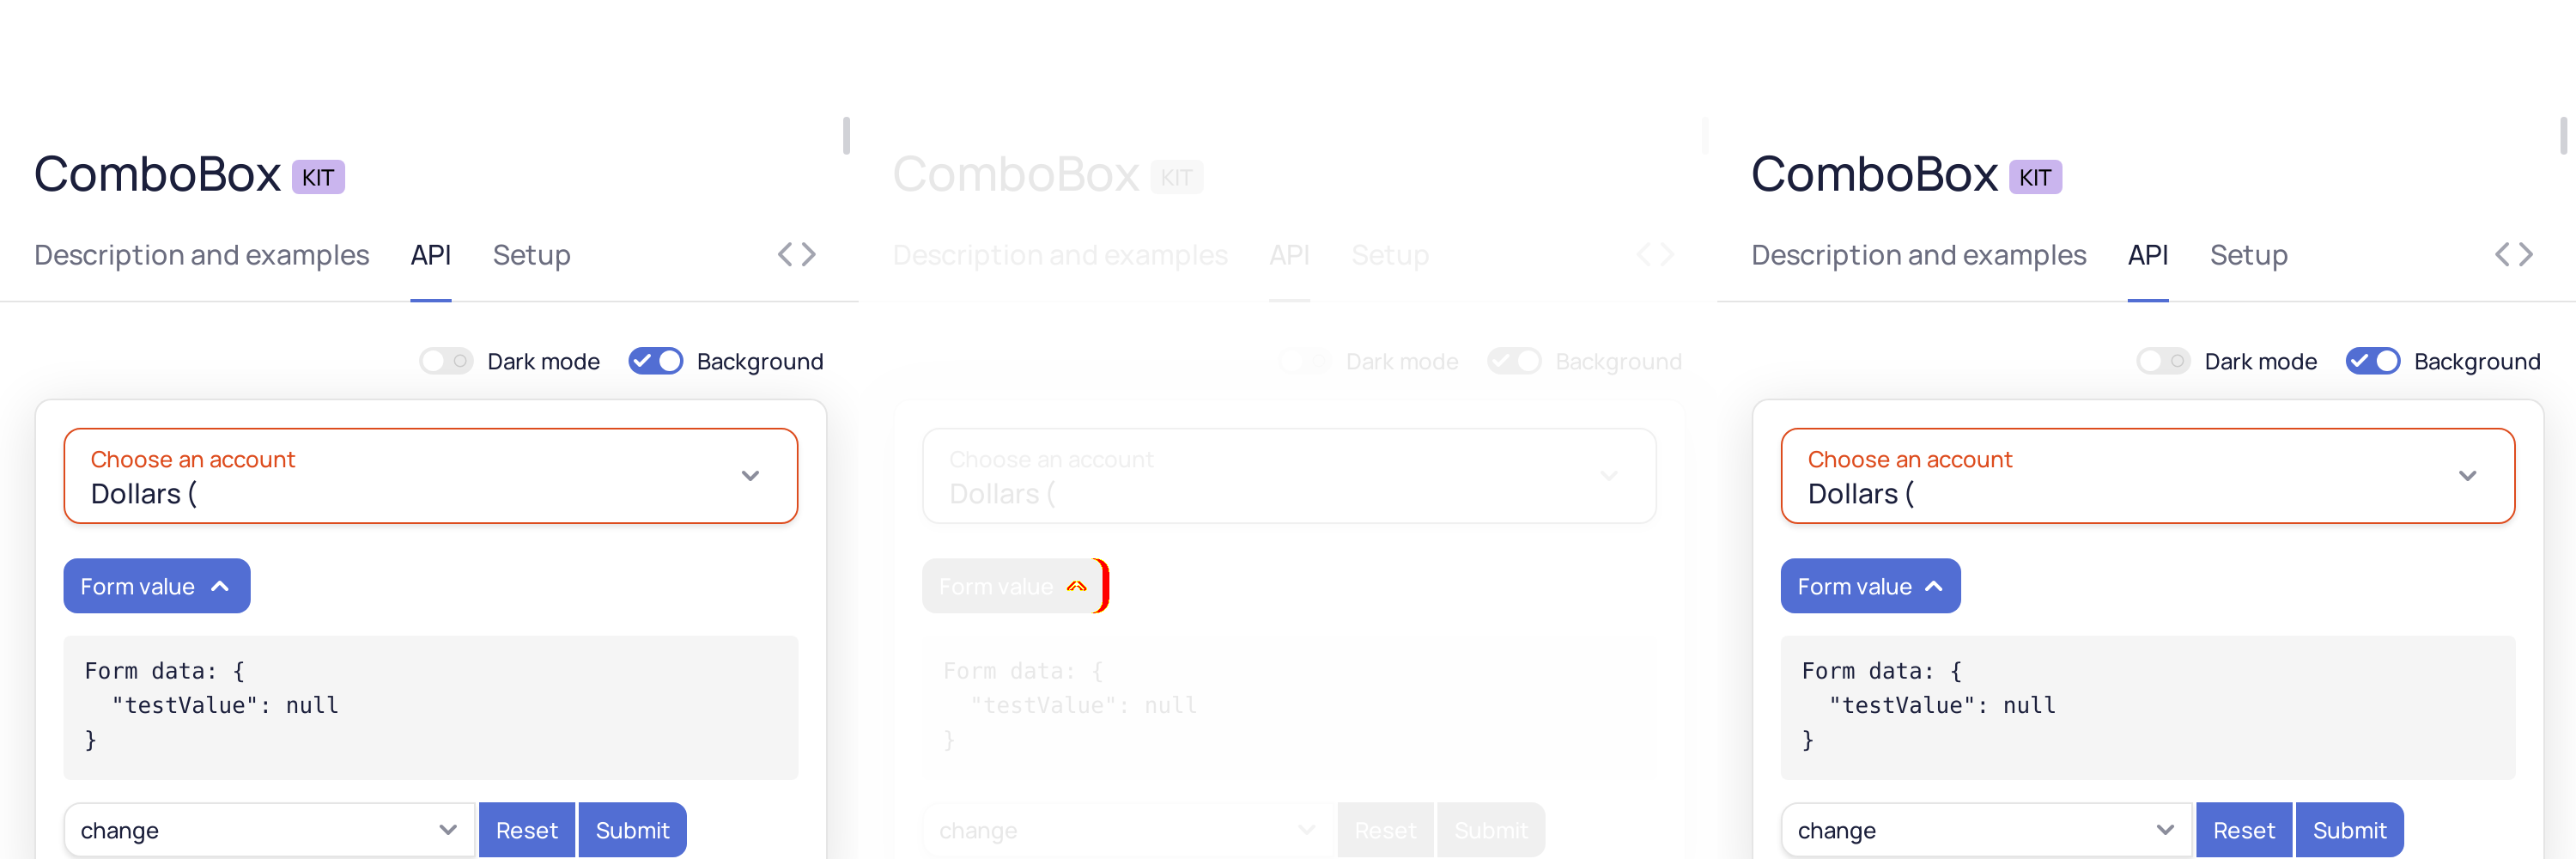 ComboBox KIT
Description and examples API Setup
Dark mode Background
Choose an account
Dollars (
Form value
Form data: {
"testValue": null
}
change Reset Submit
ComboBox KIT
Description and examples API Setup
Dark mode Background
Choose an account
Dollars (
Form value
Form data: {
"testValue": null
}
change Reset Submit
ComboBox KIT
Description and examples API Setup
Dark mode Background
Choose an account
Dollars (
Form value
Form data: {
"testValue": null
}
change Reset Submit